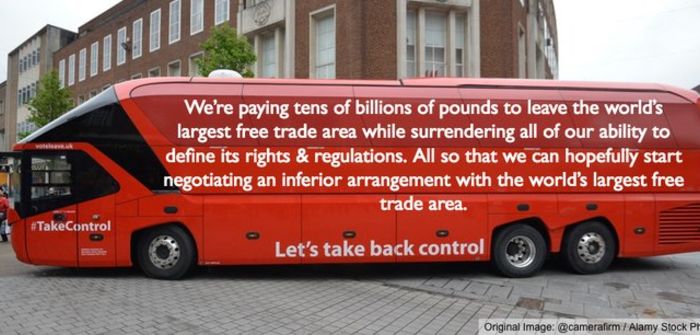 We're paying tens of billions of pounds to leave the world's
largest free trade area while surrendering all of our ability to
define its rights & regulations. All so that we can hopefully start
negotiating an inferior arrangement with the world's largest free
trade area.
voteleave.uk
#TakeControl
Let's take back control
Original Image: @camerafirm / Alamy Stock